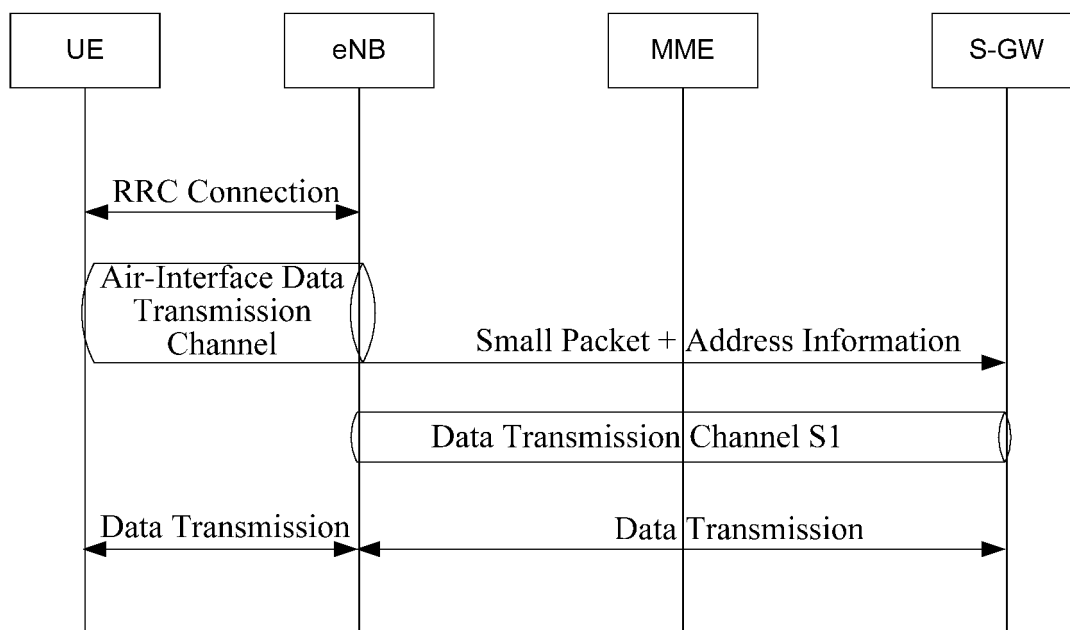 UE
eNB
MME
S-GW
RRC Connection
Air-Interface Data
Transmission
Channel
Small Packet + Address Information
Data Transmission Channel S1
Data Transmission
Data Transmission